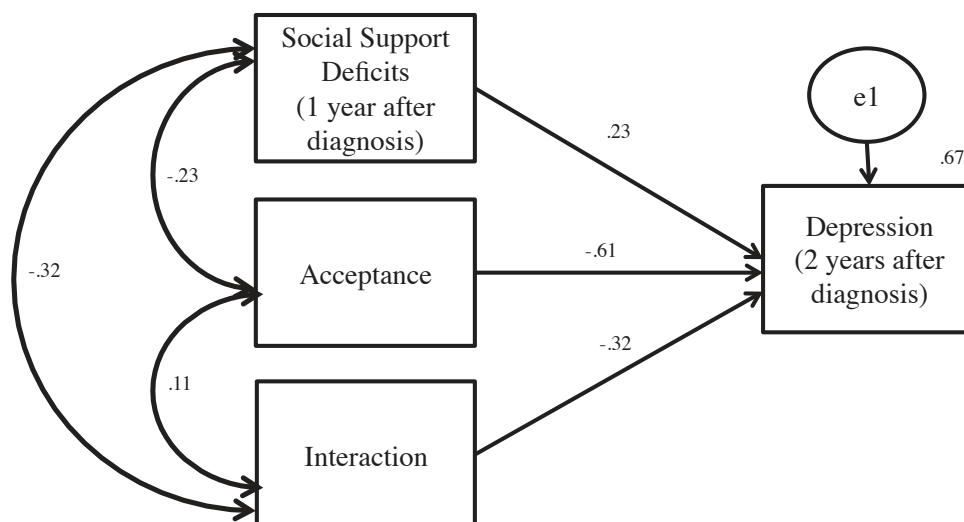 Social Support
Deficits
(1 year after
diagnosis)
e1
.23
.67
-.23
Depression
(2 years after
diagnosis)
-.61
Acceptance
-.32
-.32
.11
Interaction